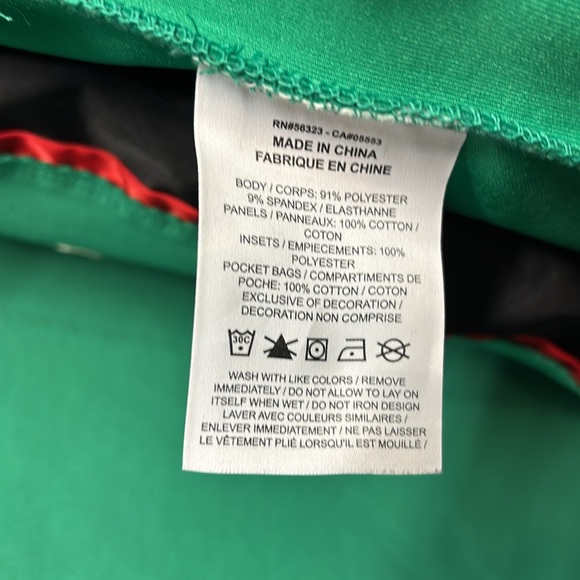 RN#56323 - CA#05553
MADE IN CHINA
FABRIQUE EN CHINE
BODY / CORPS: 91% POLYESTER
9% SPANDEX / ELASTHANNE
PANELS / PANNEAUX: 100% COTTON /
COTON
INSETS / EMPIECEMENTS: 100%
POLYESTER
POCKET BAGS / COMPARTIMENTS DE
POCHE: 100% COTTON / COTON
EXCLUSIVE OF DECORATION /
DECORATION NON COMPRISE
30C
WASH WITH LIKE COLORS / REMOVE
IMMEDIATELY / DO NOT ALLOW TO LAY ON
ITSELF WHEN WET / DO NOT IRON DESIGN
LAVER AVEC COULEURS SIMILAIRES /
ENLEVER IMMEDIATEMENT / NE PAS LAISSER
LE VÊTEMENT PLIÉ LORSQU'IL EST MOUILLÉ /